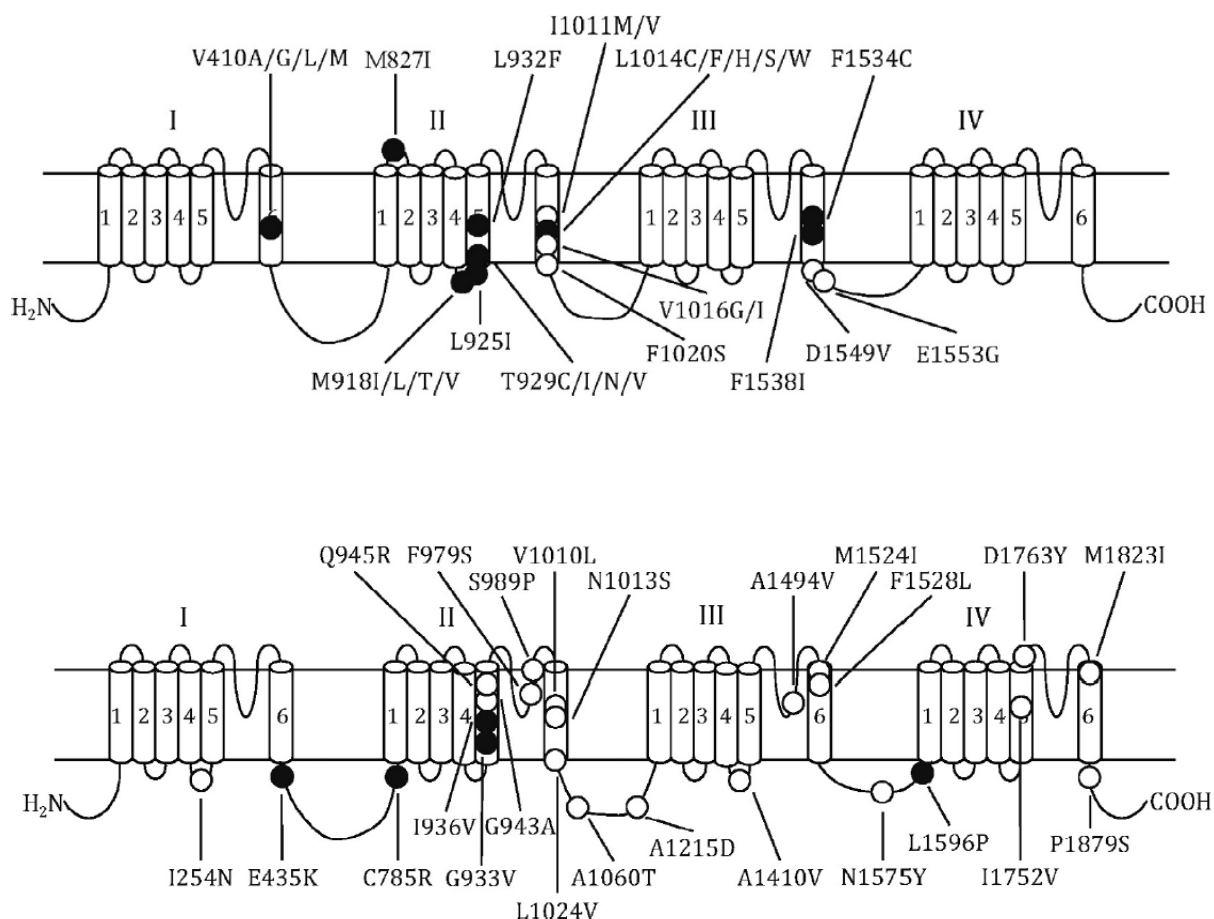 I1011M/V
V410A/G/L/M M827I L932F L1014C/F/H/S/W F1534C
I II III IV
1 2 3 4 5 1 2 3 4 5 1 2 3 4 5 1 2 3 4 5 6
H₂N COOH
V1016G/I
L925I F1020S D1549V E1553G
M918I/L/T/V T929C/I/N/V F1538I
Q945R F979S V1010L M1524I D1763Y M1823I
S989P N1013S A1494V F1528L
I II III IV
1 2 3 4 5 6 1 2 3 4 1 2 3 4 5 6 1 2 3 4 6
H₂N COOH
I936V G943A A1215D L1596P P1879S
I254N E435K C785R G933V A1060T A1410V N1575Y I1752V
L1024V